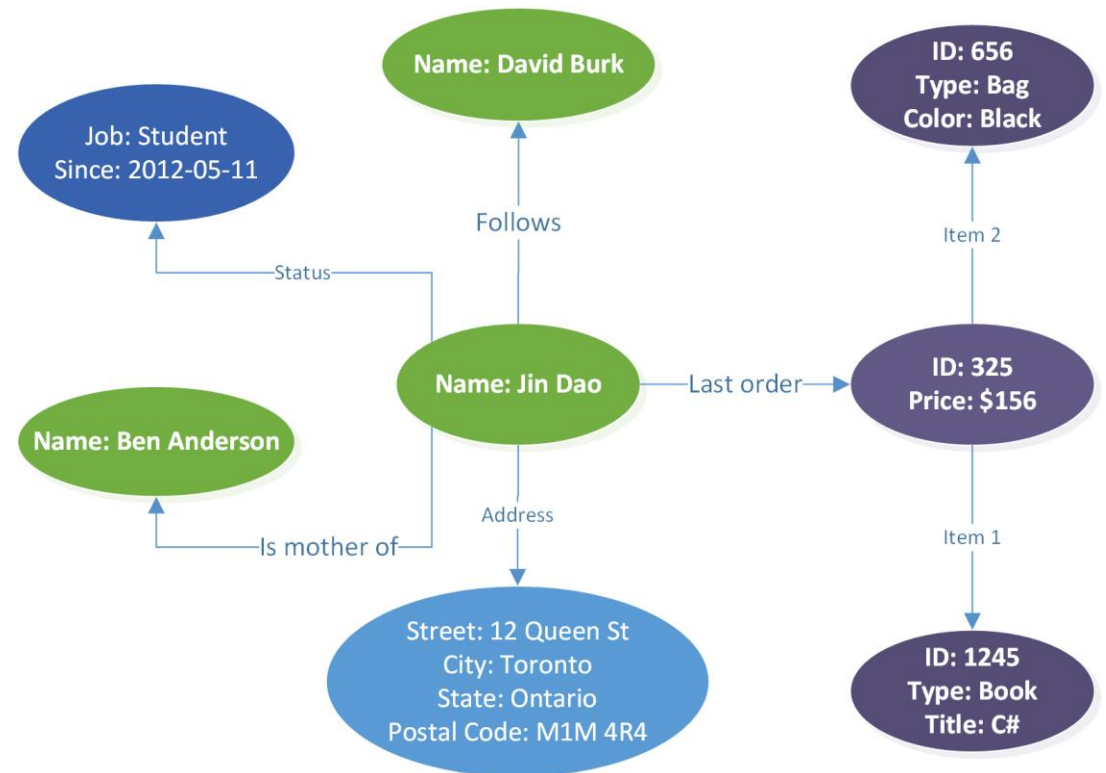 Name: David Burk
ID: 656
Type: Bag
Color: Black
Job: Student
Since: 2012-05-11
Follows
Item 2
Status
Name: Jin Dao
Last order
ID: 325
Price: $156
Name: Ben Anderson
Address
Item 1
Is mother of
Street: 12 Queen St
City: Toronto
State: Ontario
Postal Code: M1M 4R4
ID: 1245
Type: Book
Title: C#